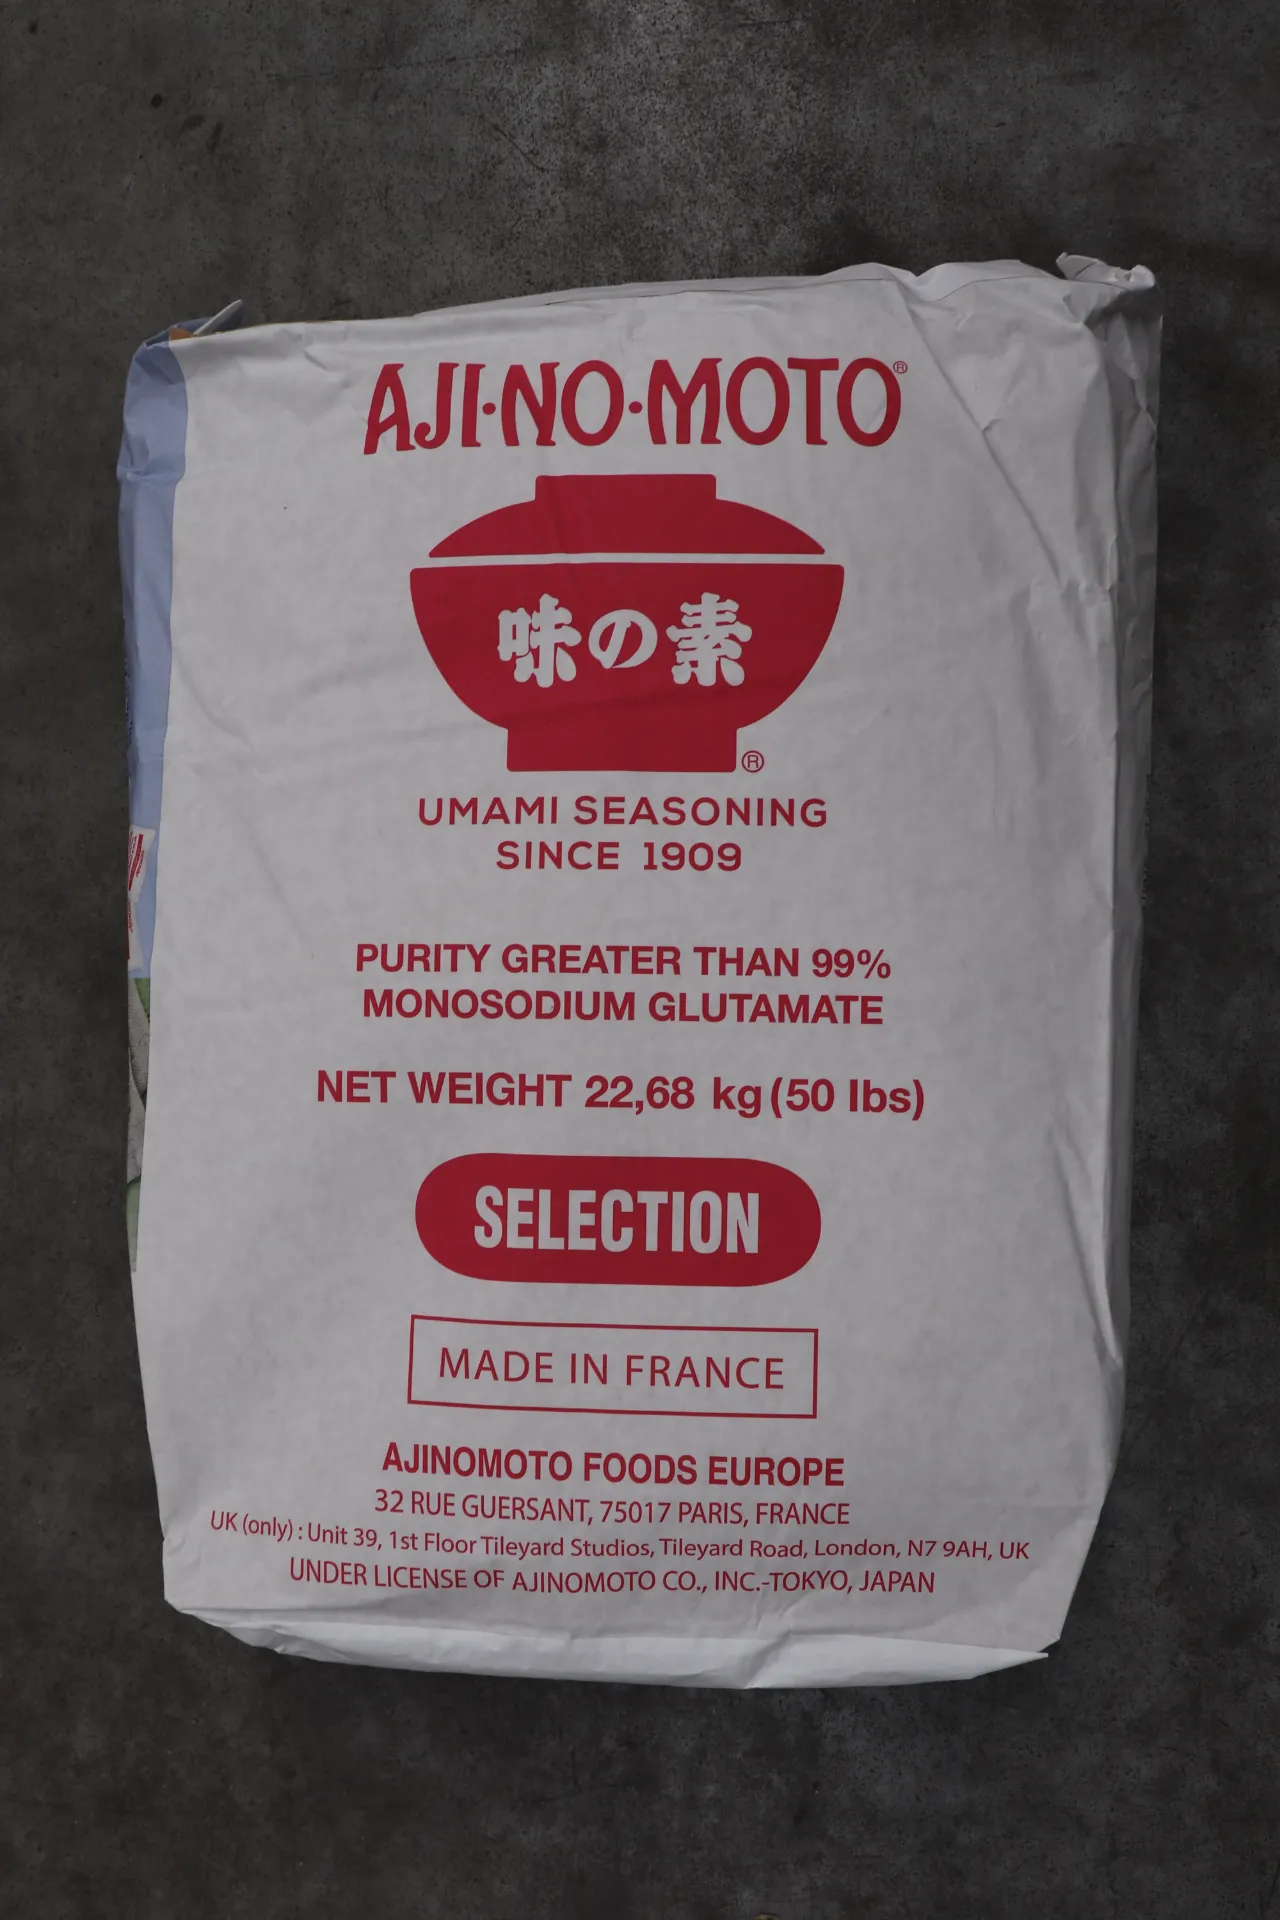 AJI·NO·MOTO®
味の素
®
UMAMI SEASONING
SINCE 1909
PURITY GREATER THAN 99%
MONOSODIUM GLUTAMATE
NET WEIGHT 22,68 kg (50 lbs)
SELECTION
MADE IN FRANCE
AJINOMOTO FOODS EUROPE
32 RUE GUERSANT, 75017 PARIS, FRANCE
UK (only) : Unit 39, 1st Floor Tileyard Studios, Tileyard Road, London, N7 9AH, UK
UNDER LICENSE OF AJINOMOTO CO., INC.-TOKYO, JAPAN